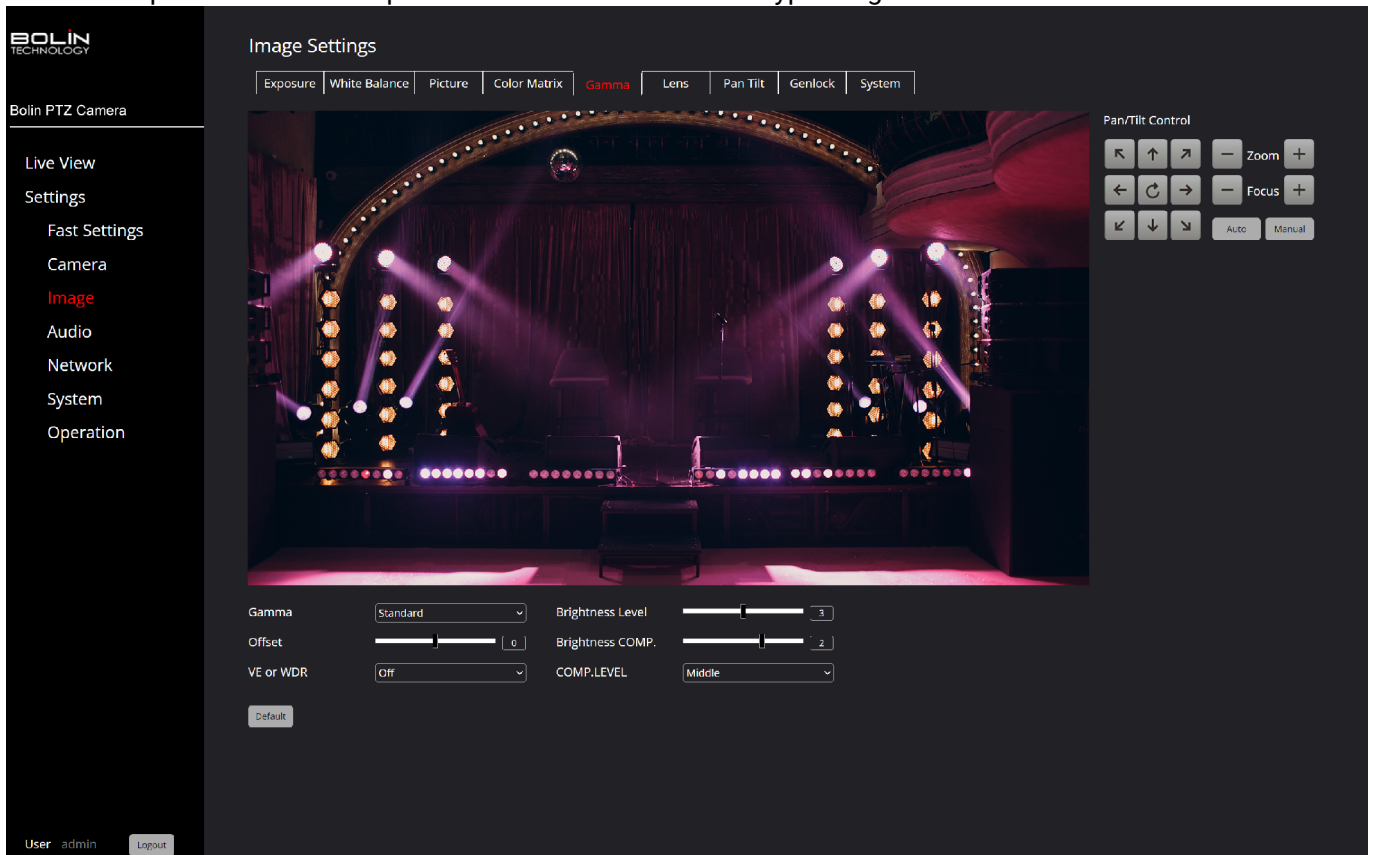 BOLIN
TECHNOLOGY
Bolin PTZ Camera
Live View
Settings
Fast Settings
Camera
Image
Audio
Network
System
Operation
User admin Logout
Image Settings
Exposure White Balance Picture Color Matrix Gamma Lens Pan Tilt Genlock System
Pan/Tilt Control
− Zoom +
− Focus +
Auto Manual
Gamma Standard Brightness Level 3
Offset 0 Brightness COMP. 2
VE or WDR Off COMP.LEVEL Middle
Default